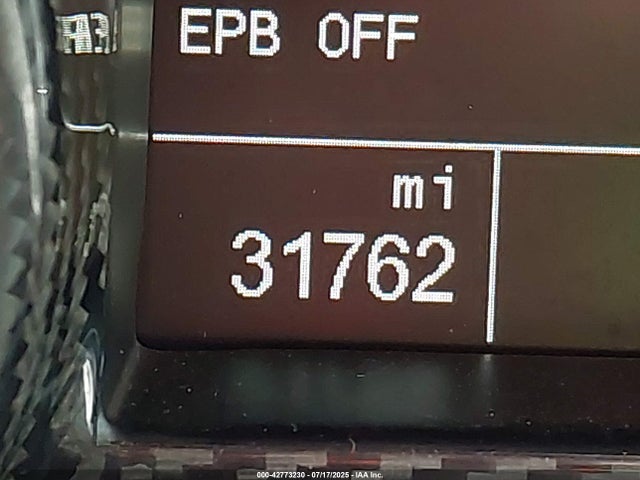 EPB OFF
mi
31762
000-42773230 - 07/17/2025 - IAA Inc.